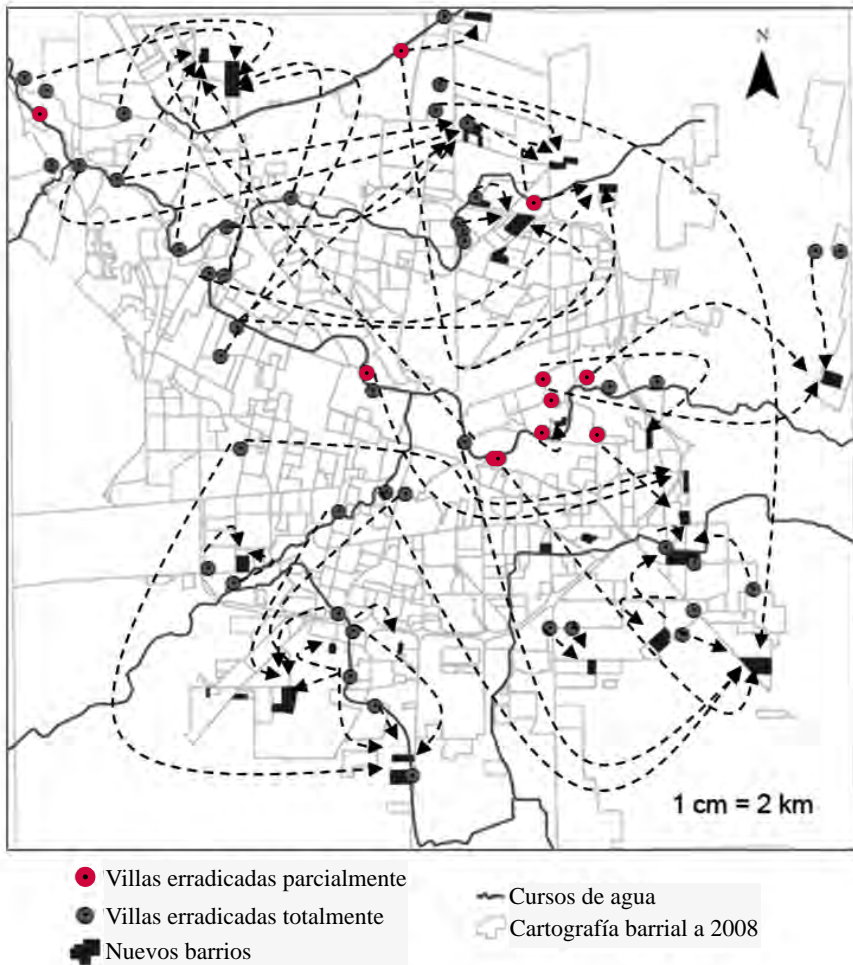 N
1 cm = 2 km
Villas erradicadas parcialmente
Villas erradicadas totalmente
Nuevos barrios
Cursos de agua
Cartografía barrial a 2008